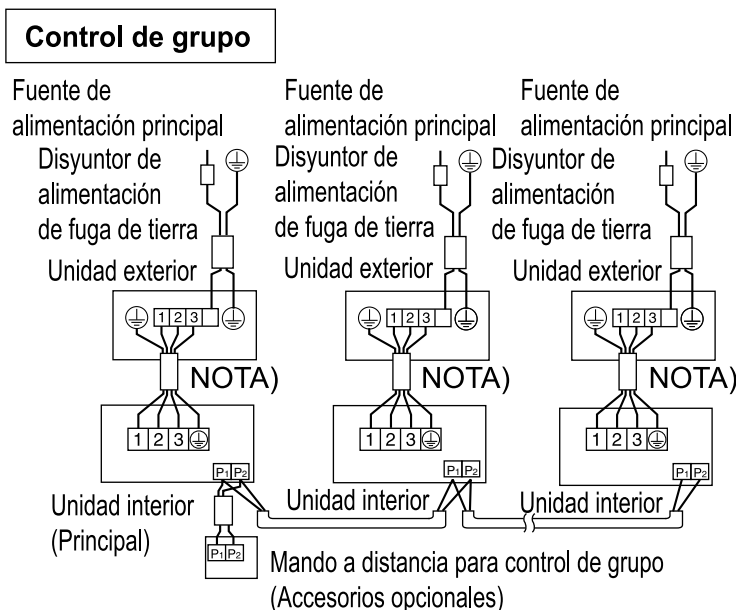 Control de grupo
Fuente de
alimentación principal
Fuente de
alimentación principal
Fuente de
alimentación principal
Disyuntor de
alimentación
de fuga de tierra
Disyuntor de
alimentación
de fuga de tierra
Disyuntor de
alimentación
de fuga de tierra
Unidad exterior
Unidad exterior
Unidad exterior
1 2 3
1 2 3
1 2 3
NOTA)
NOTA)
NOTA)
1 2 3
1 2 3
1 2 3
P1 P2
P1 P2
P1 P2
Unidad interior
(Principal)
Unidad interior
Unidad interior
P1 P2
Mando a distancia para control de grupo
(Accesorios opcionales)